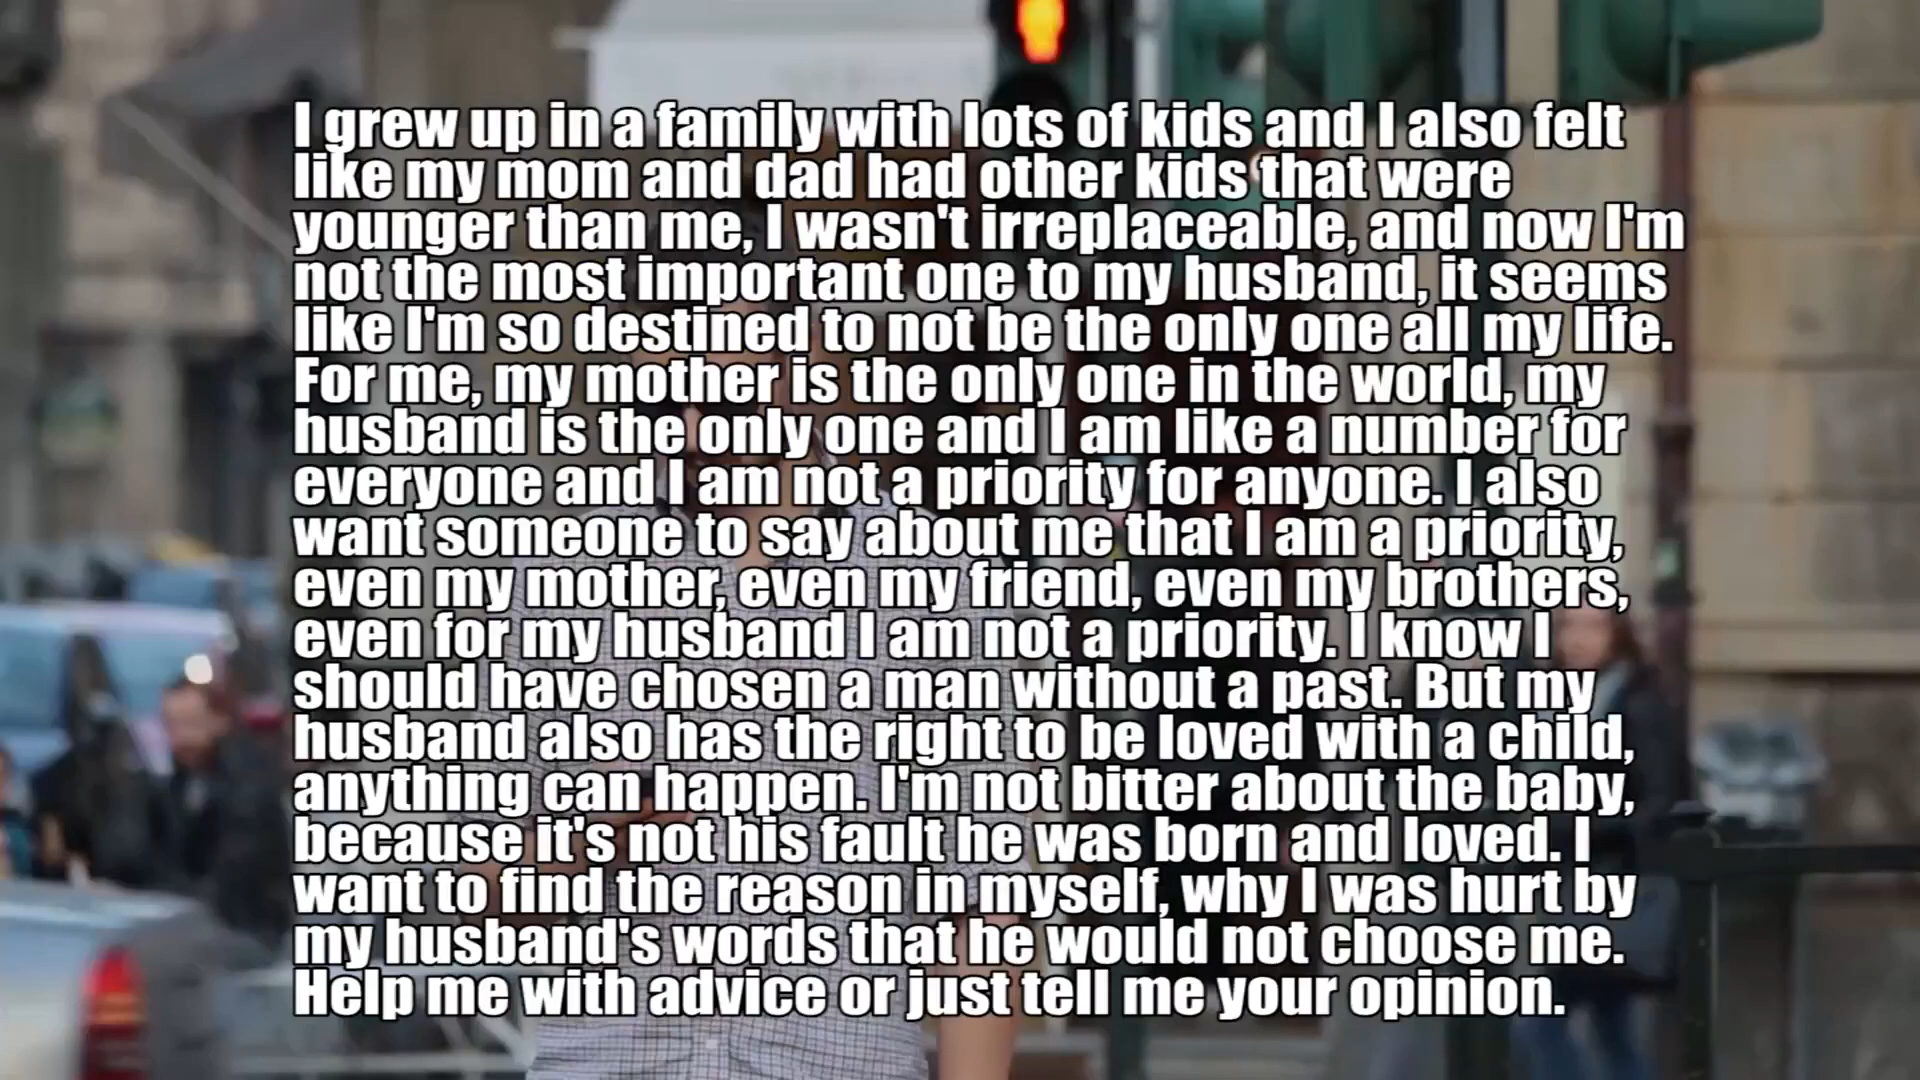 I grew up in a family with lots of kids and I also felt
like my mom and dad had other kids that were
younger than me, I wasn't irreplaceable, and now I'm
not the most important one to my husband, it seems
like I'm so destined to not be the only one all my life.
For me, my mother is the only one in the world, my
husband is the only one and I am like a number for
everyone and I am not a priority for anyone. I also
want someone to say about me that I am a priority,
even my mother, even my friend, even my brothers,
even for my husband I am not a priority. I know I
should have chosen a man without a past. But my
husband also has the right to be loved with a child,
anything can happen. I'm not bitter about the baby,
because it's not his fault he was born and loved. I
want to find the reason in myself, why I was hurt by
my husband's words that he would not choose me.
Help me with advice or just tell me your opinion.